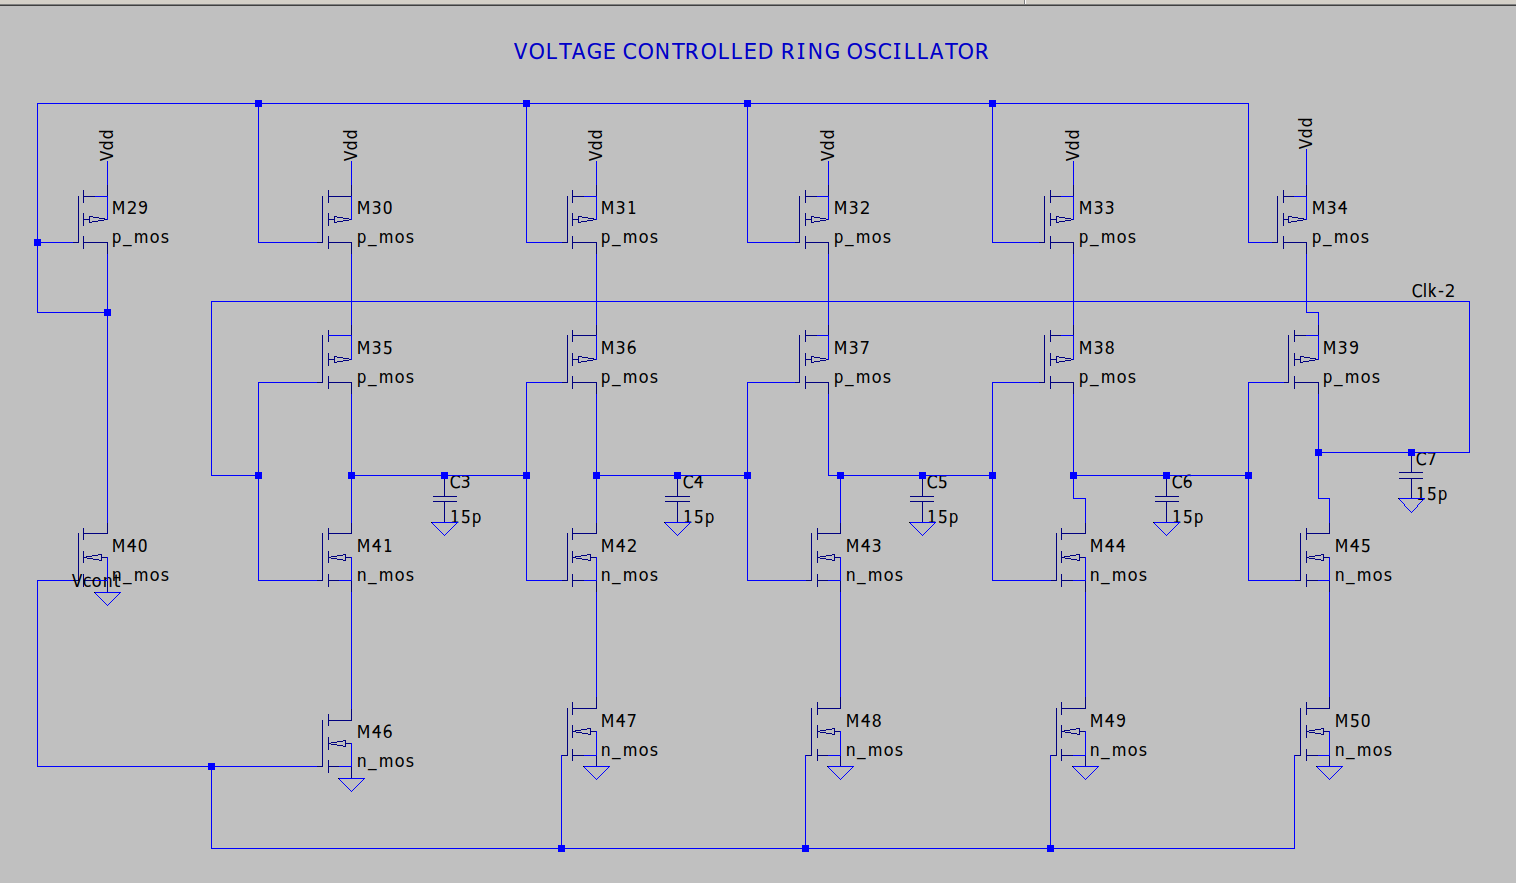 VOLTAGE CONTROLLED RING OSCILLATOR
Vdd
Vdd
Vdd
Vdd
Vdd
Vdd
M29
p_mos
M30
p_mos
M31
p_mos
M32
p_mos
M33
p_mos
M34
p_mos
Clk-2
M35
p_mos
M36
p_mos
M37
p_mos
M38
p_mos
M39
p_mos
C3
15p
C4
15p
C5
15p
C6
15p
C7
15p
M40
n_mos
Vcont
M41
n_mos
M42
n_mos
M43
n_mos
M44
n_mos
M45
n_mos
M46
n_mos
M47
n_mos
M48
n_mos
M49
n_mos
M50
n_mos